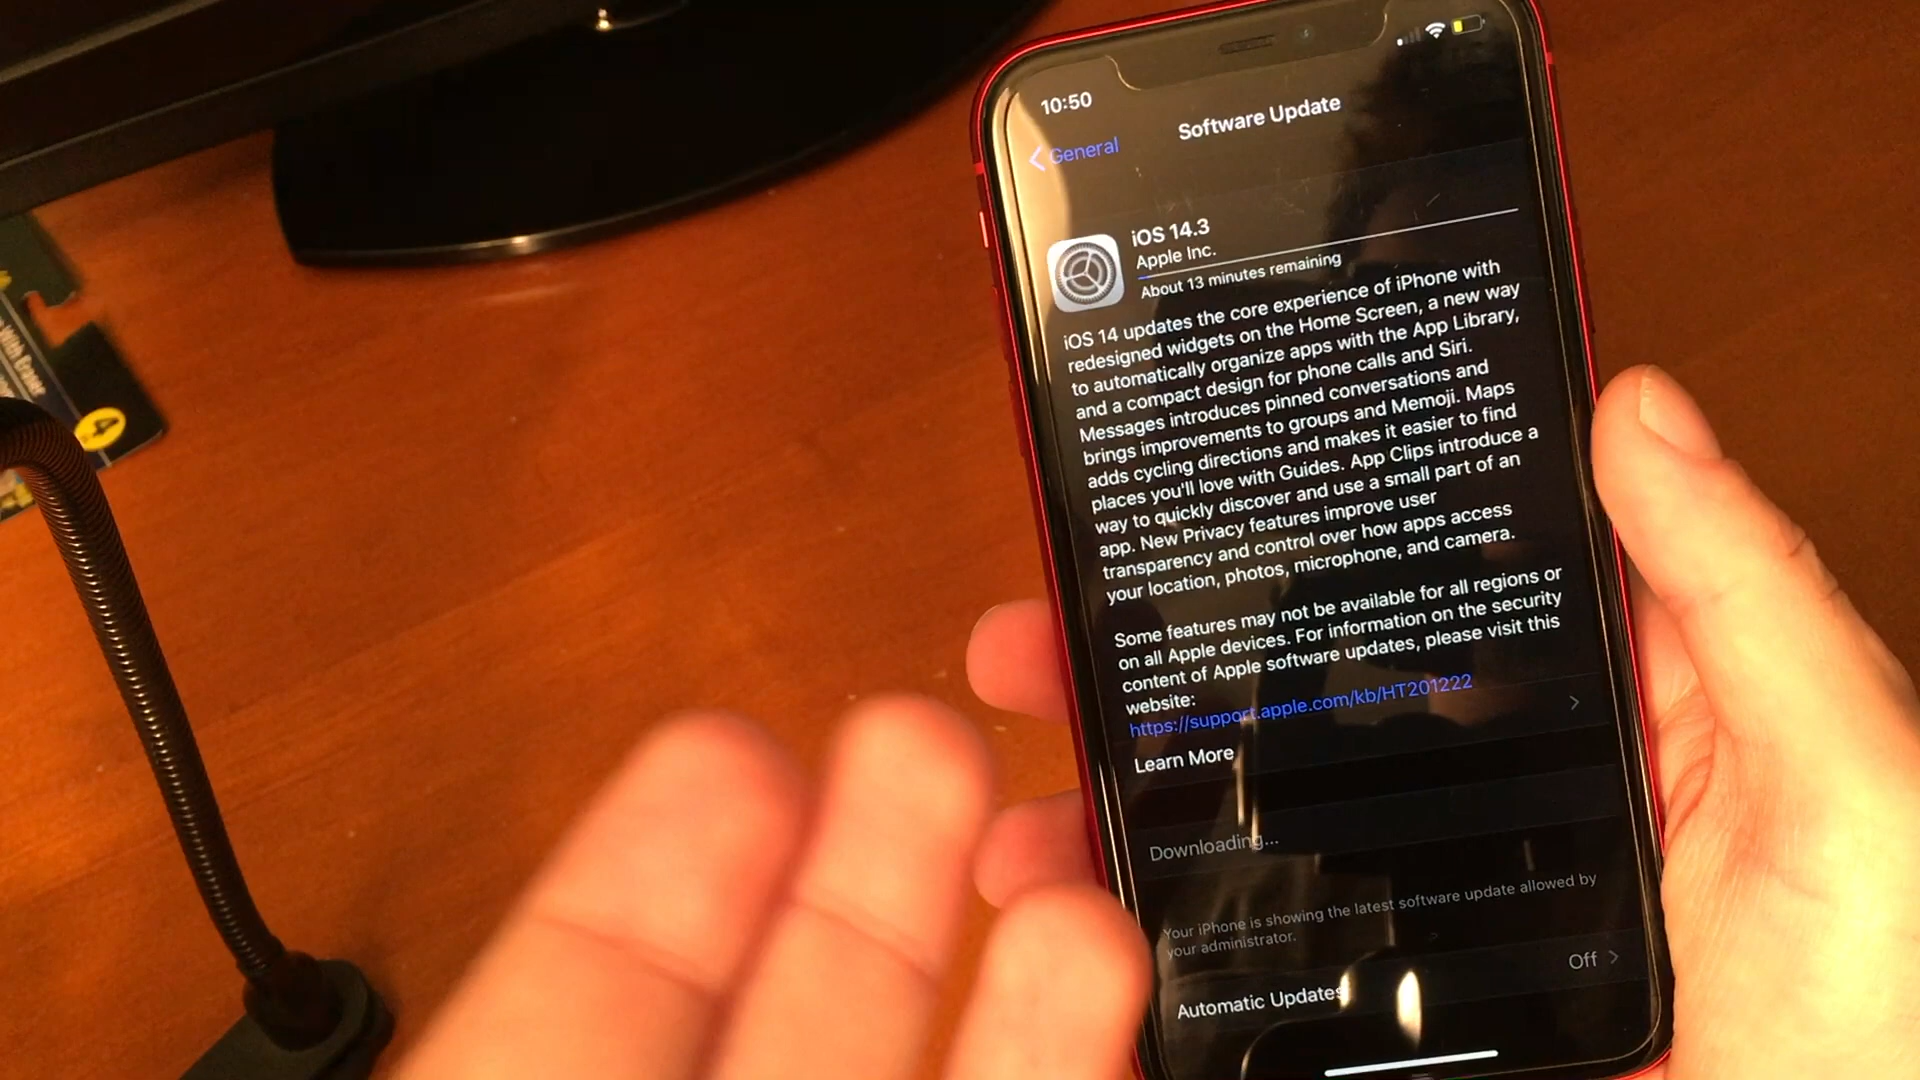 10:50
General
Software Update
iOS 14.3
Apple Inc.
About 13 minutes remaining
iOS 14 updates the core experience of iPhone with
redesigned widgets on the Home Screen, a new way
to automatically organize apps with the App Library,
and a compact design for phone calls and Siri.
Messages introduces pinned conversations and
brings improvements to groups and Memoji. Maps
adds cycling directions and makes it easier to find
places you'll love with Guides. App Clips introduce a
way to quickly discover and use a small part of an
app. New Privacy features improve user
transparency and control over how apps access
your location, photos, microphone, and camera.
Some features may not be available for all regions or
on all Apple devices. For information on the security
content of Apple software updates, please visit this
website:
https://support.apple.com/kb/HT201222
Learn More
Downloading...
Your iPhone is showing the latest software update allowed by
your administrator.
Automatic Updates Off
With Eraser
4